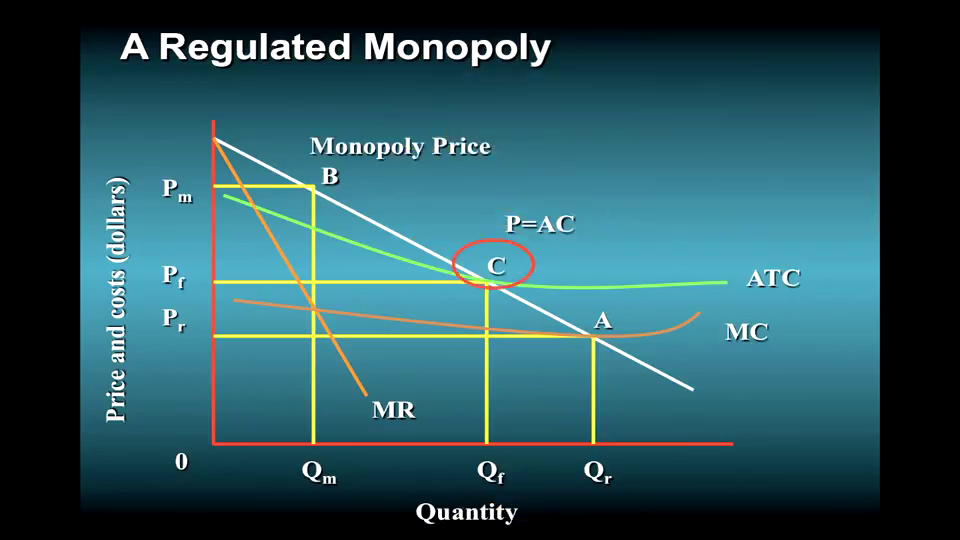 A Regulated Monopoly
Monopoly Price
B
Pm
P=AC
C
Pf
ATC
Pr
A
MC
Price and costs (dollars)
MR
0
Qm
Qf
Qr
Quantity